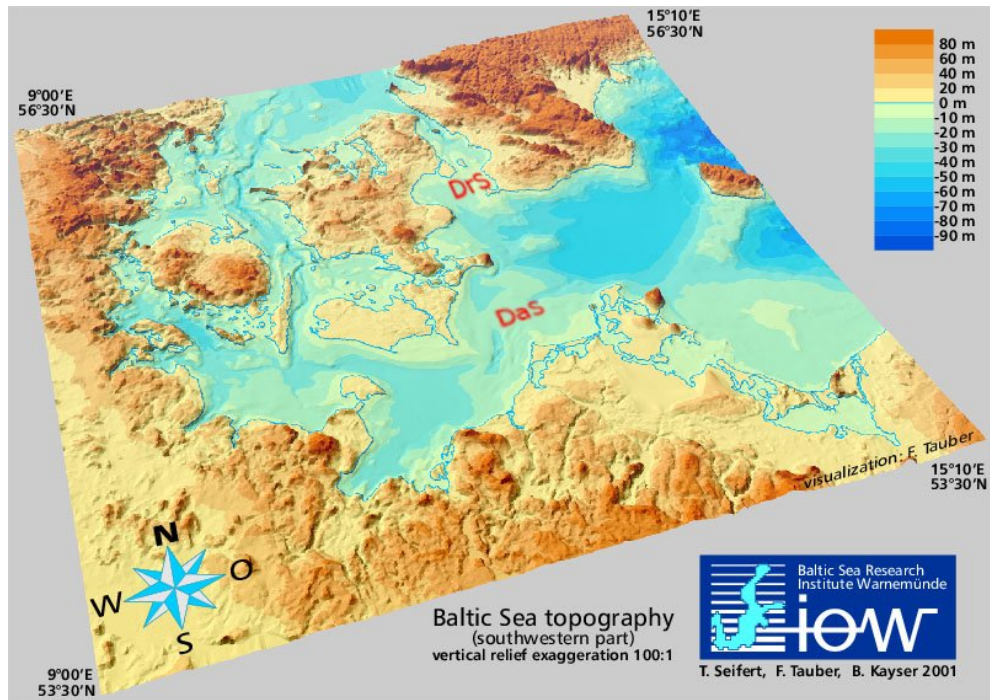 15°10'E
56°30'N
9°00'E
56°30'N
80 m
60 m
40 m
20 m
0 m
-10 m
-20 m
-30 m
-40 m
-50 m
-60 m
-70 m
-80 m
-90 m
DrS
Das
visualization: F. Tauber
15°10'E
53°30'N
N
O
W
S
Baltic Sea topography
(southwestern part)
vertical relief exaggeration 100:1
Baltic Sea Research
Institute Warnemünde
iow
T. Seifert, F. Tauber, B. Kayser 2001
9°00'E
53°30'N